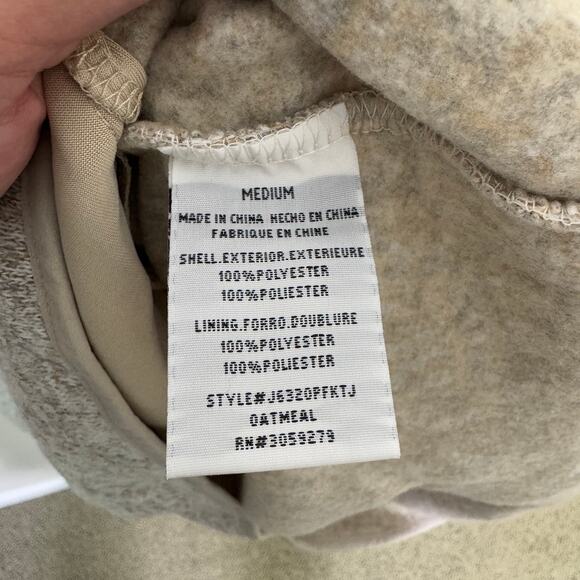 MEDIUM
MADE IN CHINA HECHO EN CHINA
FABRIQUE EN CHINE
SHELL.EXTERIOR.EXTERIEURE
100%POLYESTER
100%POLIESTER
LINING.FORRO.DOUBLURE
100%POLYESTER
100%POLIESTER
STYLE#J6320PFKTJ
OATMEAL
RN#3059279